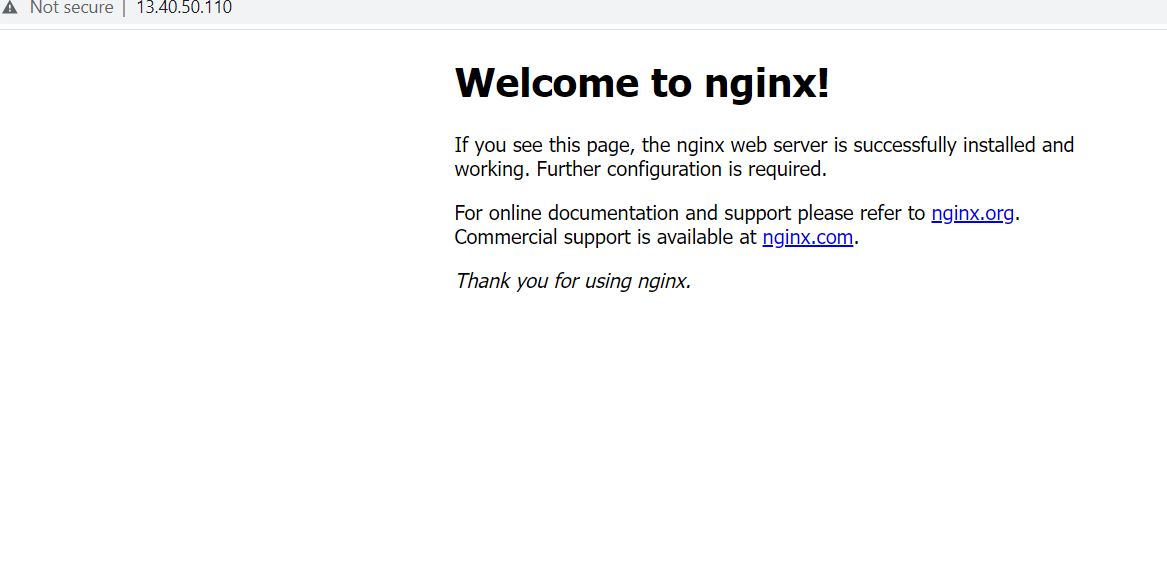 Not secure | 13.40.50.110
Welcome to nginx!
If you see this page, the nginx web server is successfully installed and
working. Further configuration is required.
For online documentation and support please refer to nginx.org.
Commercial support is available at nginx.com.
Thank you for using nginx.